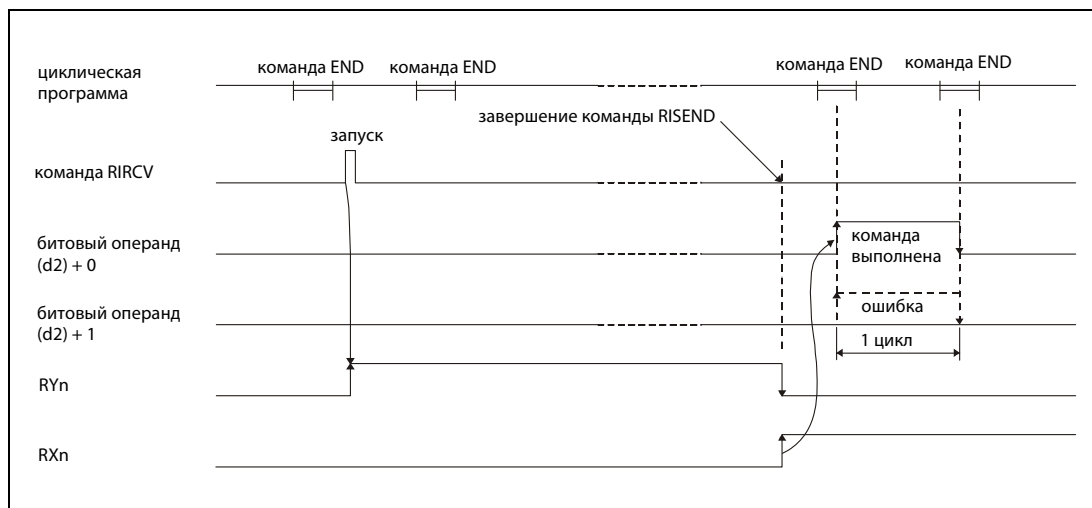 команда END
команда END
команда END
команда END
циклическая
программа
завершение команды RISEND
запуск
команда RIRCV
битовый операнд
(d2) + 0
команда
выполнена
битовый операнд
(d2) + 1
ошибка
1 цикл
RYn
RXn